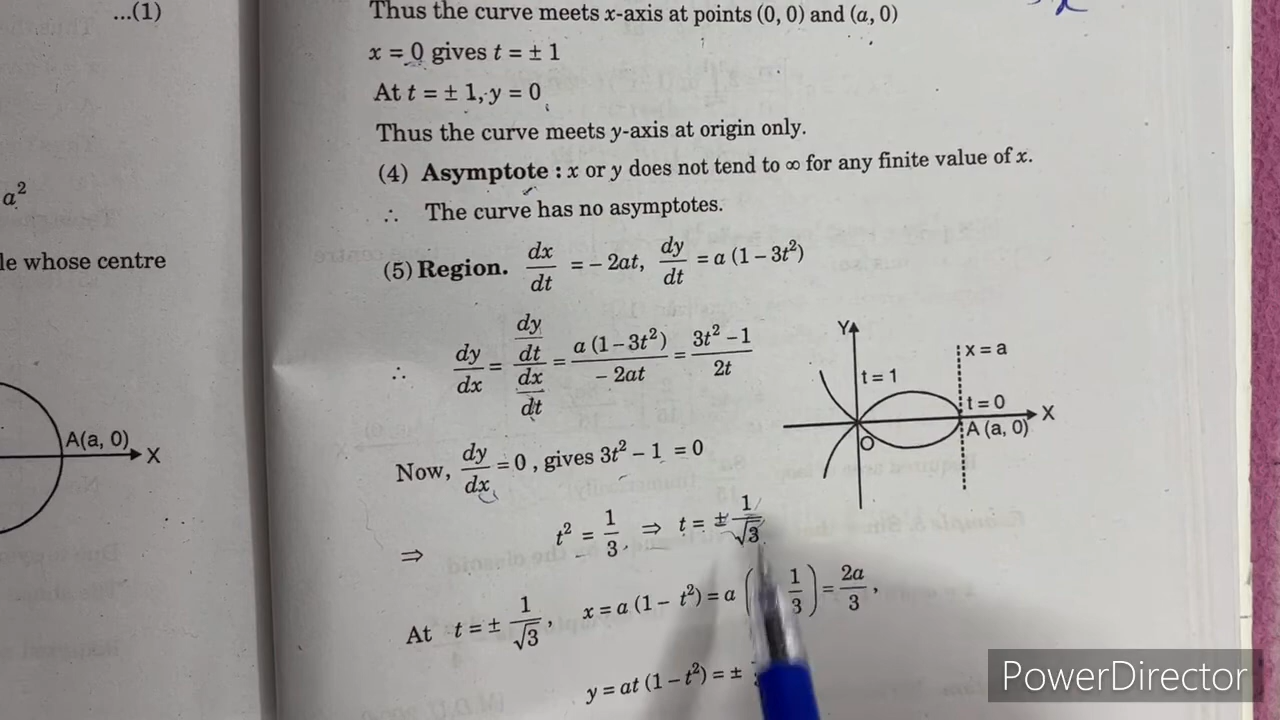 ...(1)
a²
le whose centre
A(a, 0)
X
Thus the curve meets x-axis at points (0, 0) and (a, 0)
x = 0 gives t = ± 1
At t = ± 1, y = 0
Thus the curve meets y-axis at origin only.
(4) Asymptote : x or y does not tend to ∞ for any finite value of x.
∴ The curve has no asymptotes.
(5) Region. dx/dt = – 2at, dy/dt = a (1 – 3t²)
∴ dy/dx = (dy/dt)/(dx/dt) = a (1 – 3t²)/– 2at = (3t² – 1)/2t
Now, dy/dx = 0 , gives 3t² – 1 = 0
⇒ t² = 1/3 ⇒ t = ± 1/√3
At t = ± 1/√3, x = a (1 – t²) = a ( 1/3 ) = 2a/3 ,
y = at (1 – t²) = ±
Y
t = 1
x = a
t = 0
X
O
A (a, 0)
PowerDirector